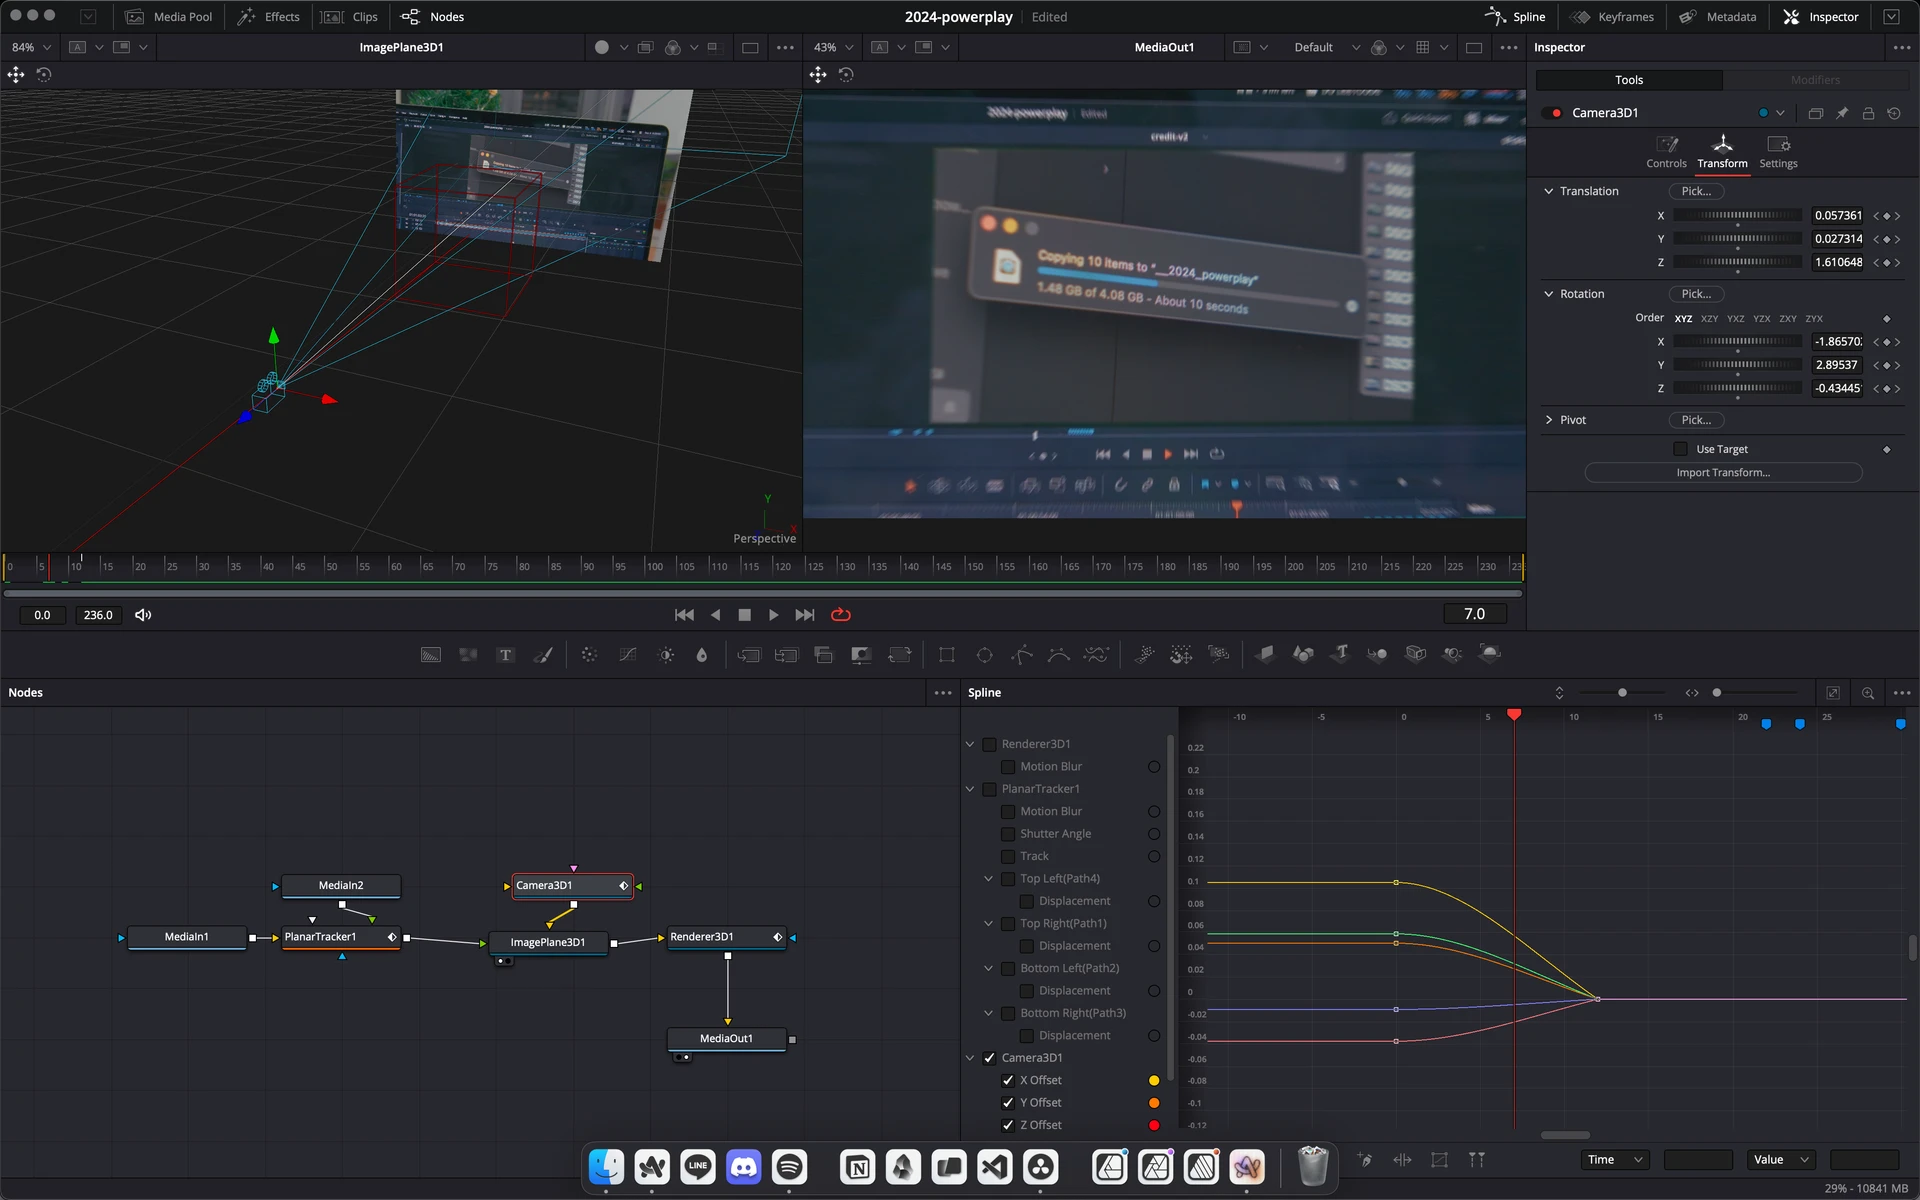 Media Pool
Effects
Clips
Nodes
2024-powerplay
Edited
Spline
Keyframes
Metadata
Inspector
84%
A
ImagePlane3D1
43%
A
MediaOut1
Default
Inspector
Tools
Modifiers
Camera3D1
Controls
Transform
Settings
Translation
Pick...
X
0.057361
Y
0.027314
Z
1.610648
Rotation
Pick...
Order
XYZ
XZY
YXZ
YZX
ZXY
ZYX
X
-1.86570
Y
2.89537
Z
-0.43445
Pivot
Pick...
Use Target
Import Transform...
2024-powerplay
Edited
credit-v2
Copying 10 items to "__2024_powerplay"
1.48 GB of 4.08 GB - About 10 seconds
Y
X
Perspective
0 5 10 15 20 25 30 35 40 45 50 55 60 65 70 75 80 85 90 95 100 105 110 115 120 125 130 135 140 145 150 155 160 165 170 175 180 185 190 195 200 205 210 215 220 225 230 23
0.0
236.0
7.0
T
T
Nodes
Spline
MediaIn2
Camera3D1
MediaIn1
PlanarTracker1
ImagePlane3D1
Renderer3D1
MediaOut1
Renderer3D1
Motion Blur
PlanarTracker1
Motion Blur
Shutter Angle
Track
Top Left(Path4)
Displacement
Top Right(Path1)
Displacement
Bottom Left(Path2)
Displacement
Bottom Right(Path3)
Displacement
Camera3D1
X Offset
Y Offset
Z Offset
-10 -5 0 5 10 15 20 25
0.22
0.2
0.18
0.16
0.14
0.12
0.1
0.08
0.06
0.04
0.02
0
-0.02
-0.04
-0.06
-0.08
-0.1
-0.12
LINE
N
Time
Value
29% - 10841 MB